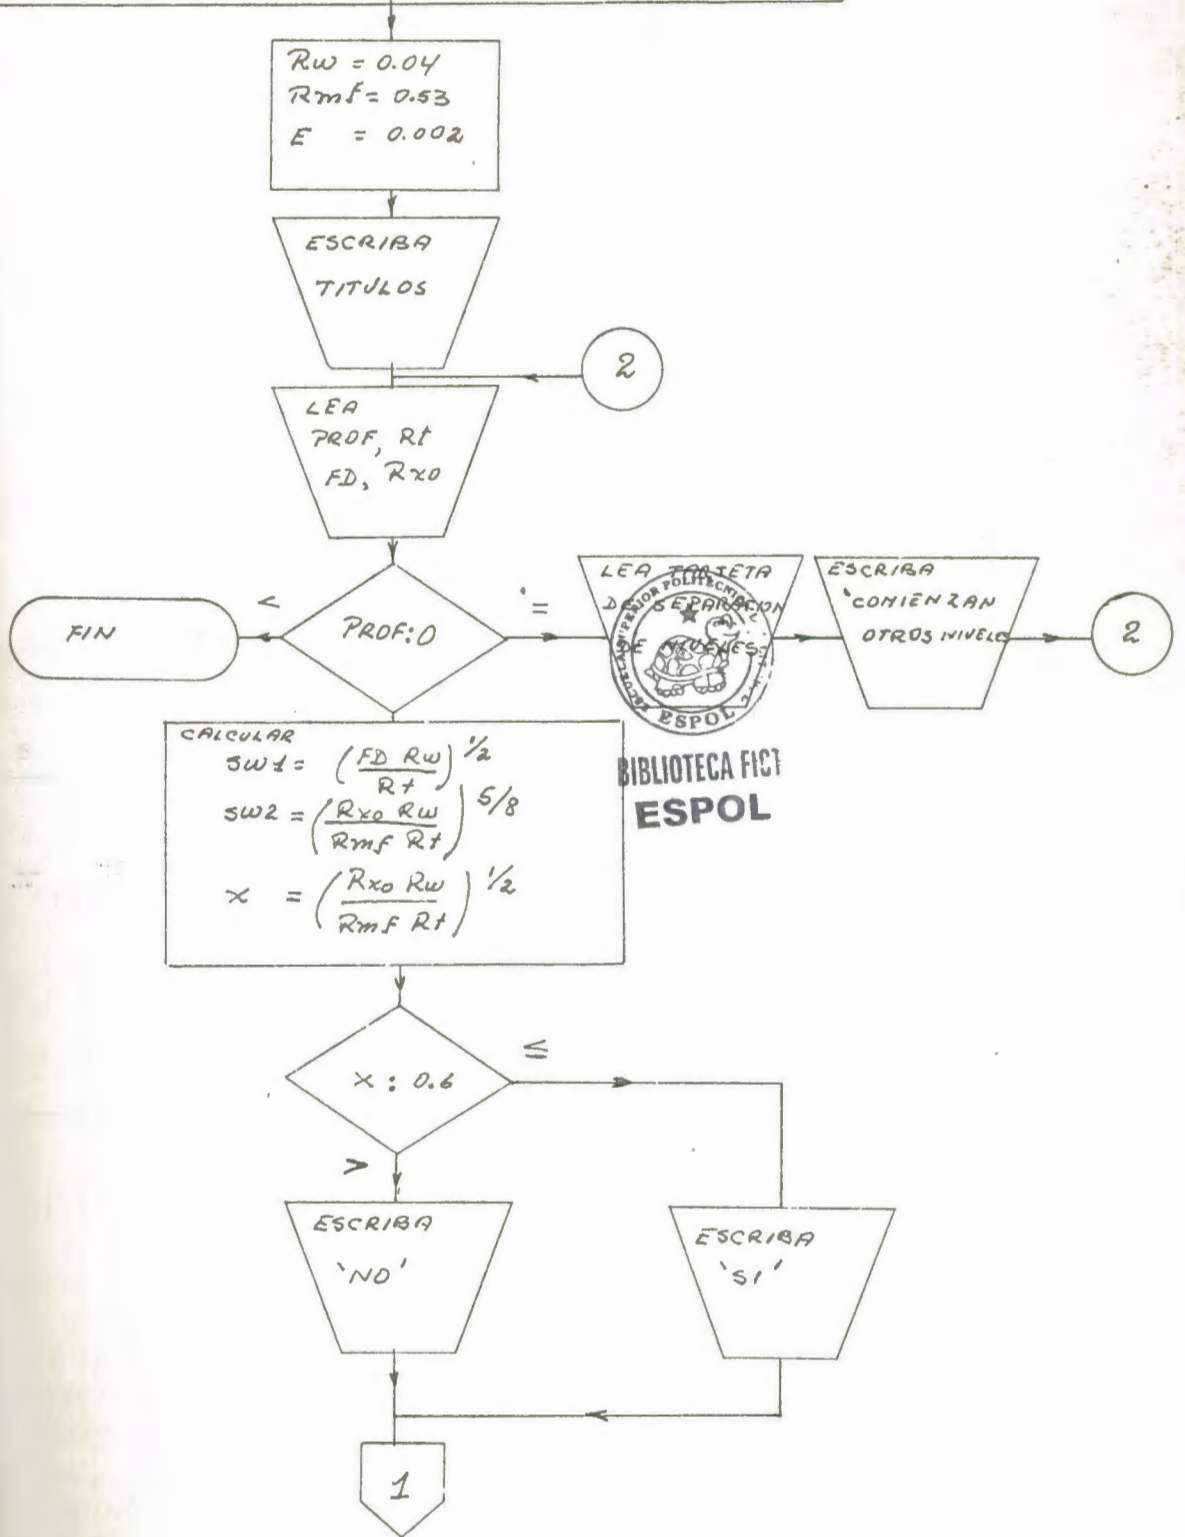 Rw = 0.04
Rmf = 0.53
E = 0.002
ESCRIBA
TITULOS
2
LEA
PROF, Rt
FD, Rxo
<
FIN
PROF:0
=
LEA TARJETA
DE SEPARACION
DE NIVELES
ESCRIBA
'COMIENZAN
OTROS NIVELES
2
ESPOL
BIBLIOTECA FICT
ESPOL
CALCULAR
SW1 = (FD Rw / Rt)^1/2
SW2 = (Rxo Rw / Rmf Rt)^5/8
x = (Rxo Rw / Rmf Rt)^1/2
≤
x : 0.6
>
ESCRIBA
'NO'
ESCRIBA
'SI'
1